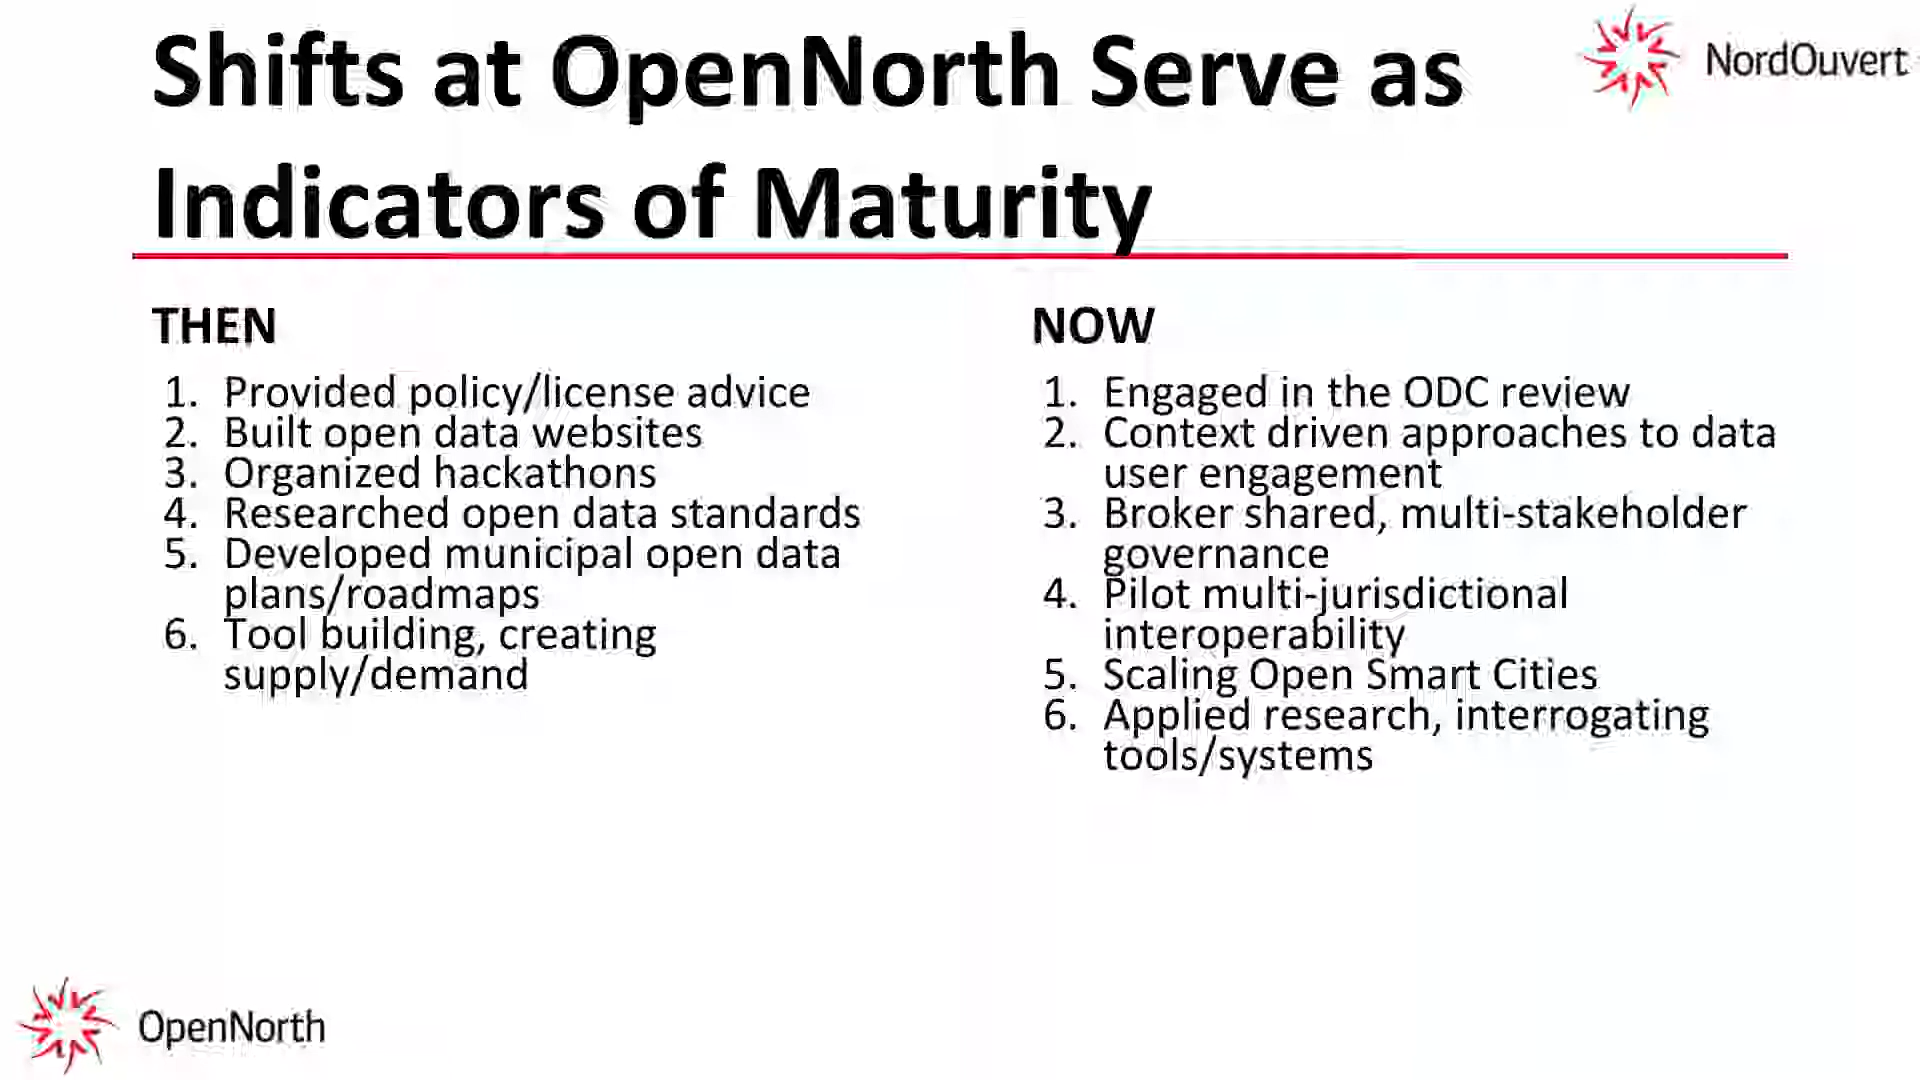 Shifts at OpenNorth Serve as
Indicators of Maturity
NordOuvert
THEN
1. Provided policy/license advice
2. Built open data websites
3. Organized hackathons
4. Researched open data standards
5. Developed municipal open data
plans/roadmaps
6. Tool building, creating
supply/demand
NOW
1. Engaged in the ODC review
2. Context driven approaches to data
user engagement
3. Broker shared, multi-stakeholder
governance
4. Pilot multi-jurisdictional
interoperability
5. Scaling Open Smart Cities
6. Applied research, interrogating
tools/systems
OpenNorth